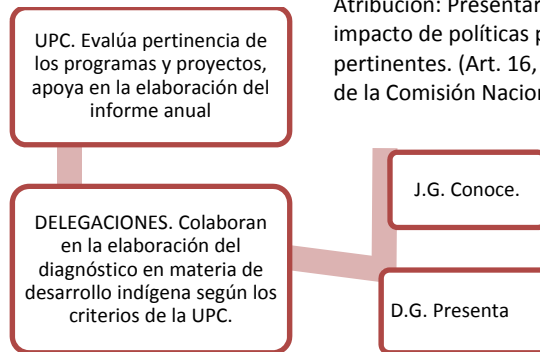 Atribución: Presentar
impacto de políticas p
pertinentes. (Art. 16,
de la Comisión Nacion
UPC. Evalúa pertinencia de
los programas y proyectos,
apoya en la elaboración del
informe anual
DELEGACIONES. Colaboran
en la elaboración del
diagnóstico en materia de
desarrollo indígena según los
criterios de la UPC.
J.G. Conoce.
D.G. Presenta